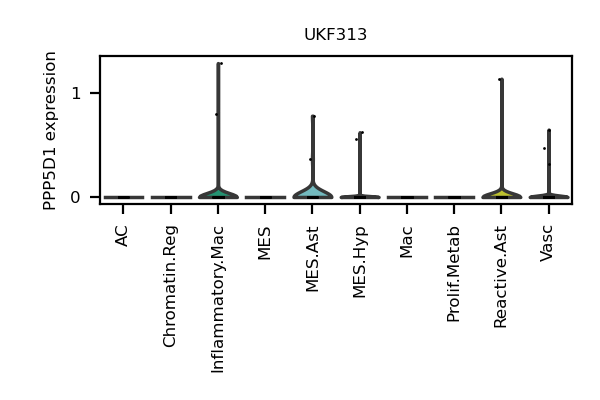 UKF313
PPP5D1 expression
1
0
AC
Chromatin.Reg
Inflammatory.Mac
MES
MES.Ast
MES.Hyp
Mac
Prolif.Metab
Reactive.Ast
Vasc